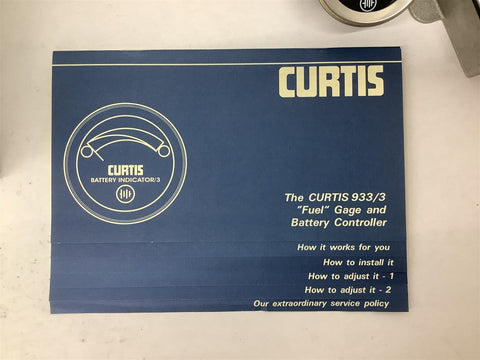 CURTIS
CURTIS
BATTERY INDICATOR/3
The CURTIS 933/3
"Fuel" Gage and
Battery Controller
How it works for you
How to install it
How to adjust it - 1
How to adjust it - 2
Our extraordinary service policy